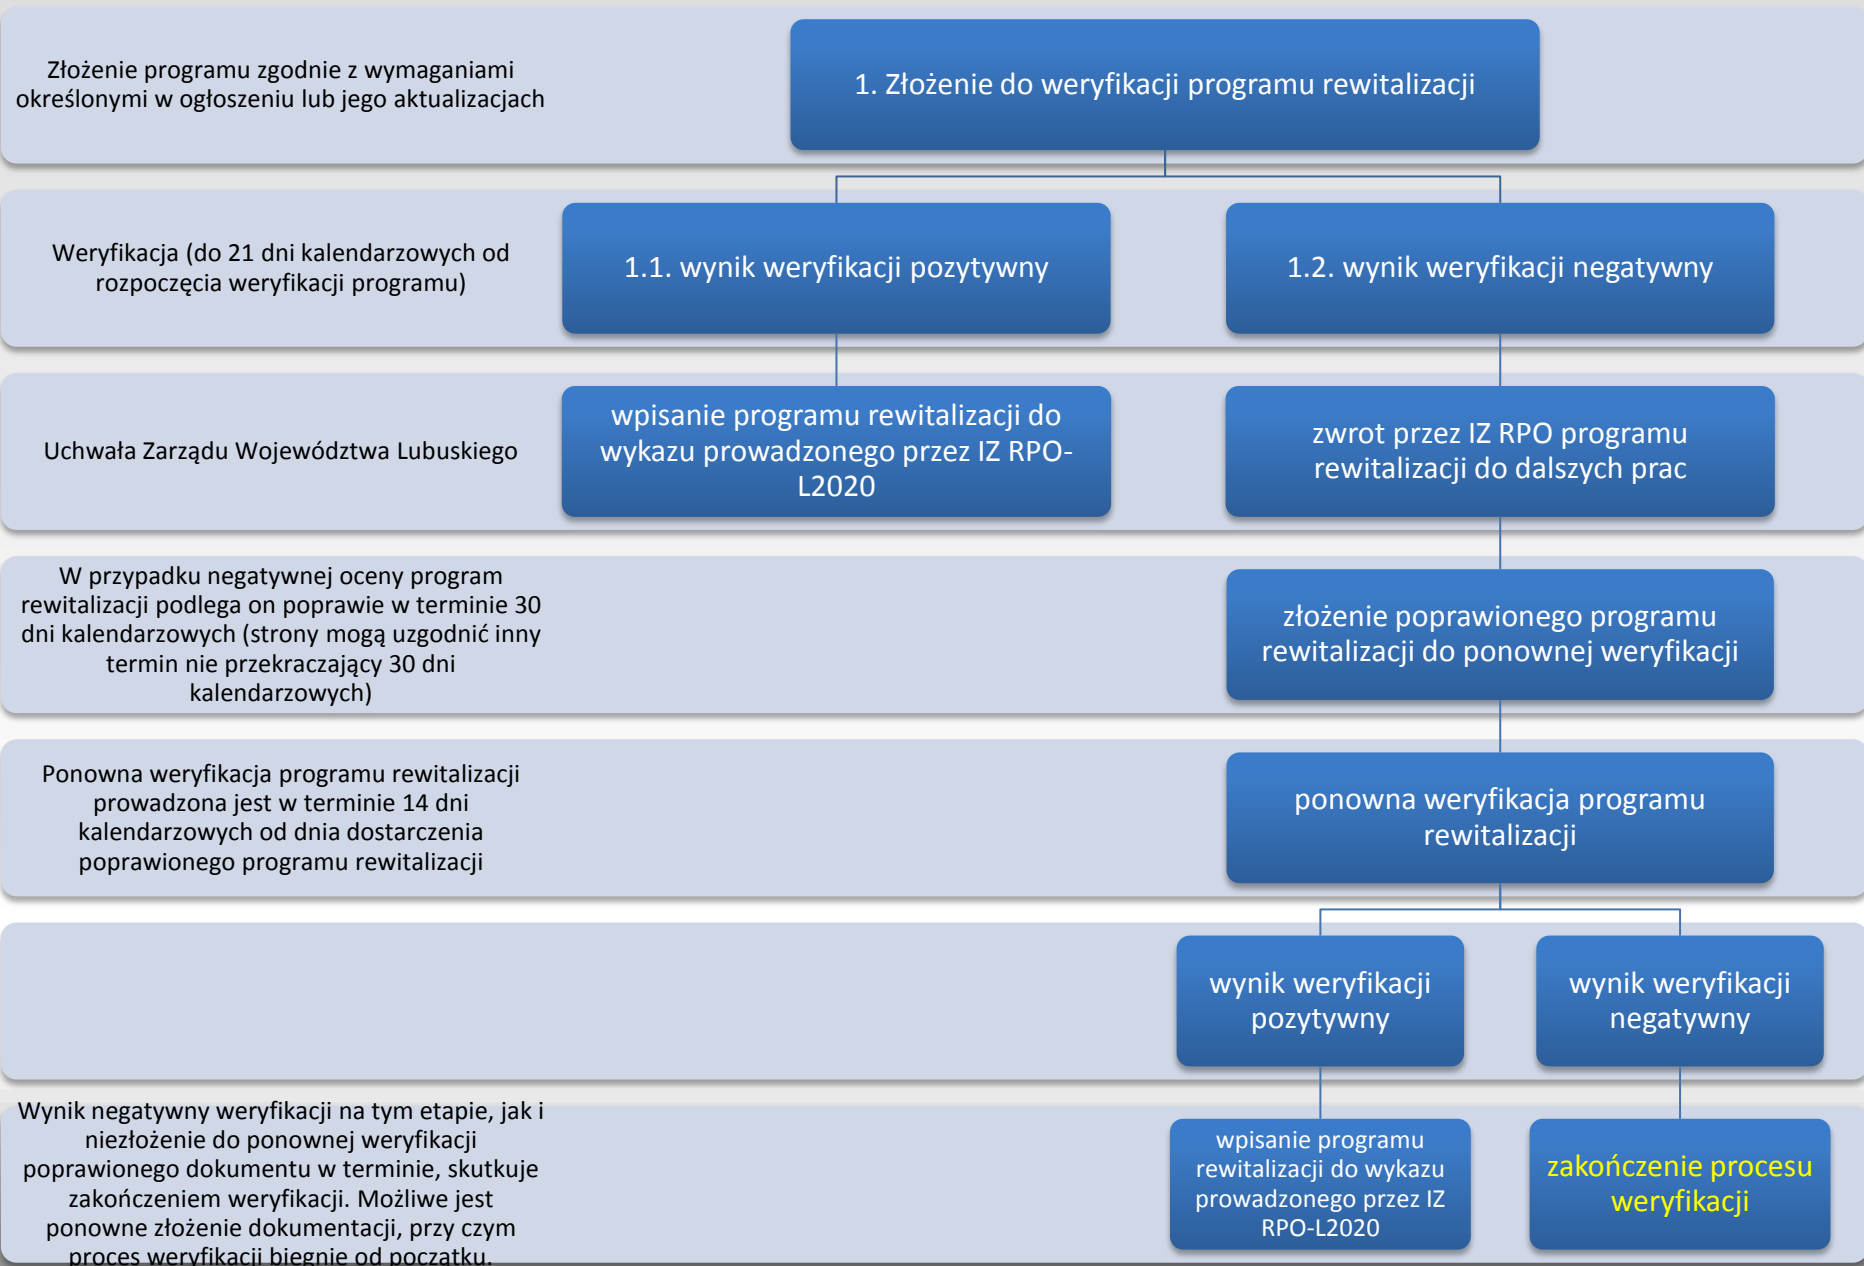 Złożenie programu zgodnie z wymaganiami
określonymi w ogłoszeniu lub jego aktualizacjach
1. Złożenie do weryfikacji programu rewitalizacji
Weryfikacja (do 21 dni kalendarzowych od
rozpoczęcia weryfikacji programu)
1.1. wynik weryfikacji pozytywny
1.2. wynik weryfikacji negatywny
Uchwała Zarządu Województwa Lubuskiego
wpisanie programu rewitalizacji do
wykazu prowadzonego przez IZ RPO-
L2020
zwrot przez IZ RPO programu
rewitalizacji do dalszych prac
W przypadku negatywnej oceny program
rewitalizacji podlega on poprawie w terminie 30
dni kalendarzowych (strony mogą uzgodnić inny
termin nie przekraczający 30 dni
kalendarzowych)
złożenie poprawionego programu
rewitalizacji do ponownej weryfikacji
Ponowna weryfikacja programu rewitalizacji
prowadzona jest w terminie 14 dni
kalendarzowych od dnia dostarczenia
poprawionego programu rewitalizacji
ponowna weryfikacja programu
rewitalizacji
wynik weryfikacji
pozytywny
wynik weryfikacji
negatywny
Wynik negatywny weryfikacji na tym etapie, jak i
niezłożenie do ponownej weryfikacji
poprawionego dokumentu w terminie, skutkuje
zakończeniem weryfikacji. Możliwe jest
ponowne złożenie dokumentacji, przy czym
proces weryfikacji biegnie od początku.
wpisanie programu
rewitalizacji do wykazu
prowadzonego przez IZ
RPO-L2020
zakończenie procesu
weryfikacji